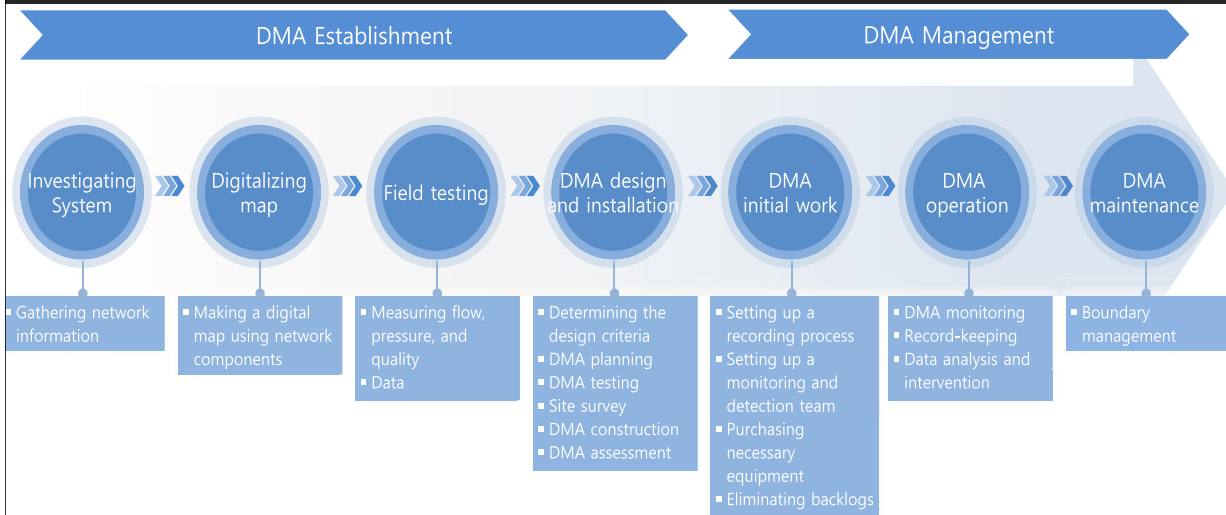 DMA Establishment
DMA Management
Investigating
System
Digitalizing
map
Field testing
DMA design
and installation
DMA
initial work
DMA
operation
DMA
maintenance
▪ Gathering network
information
▪ Making a digital
map using network
components
▪ Measuring flow,
pressure, and
quality
▪ Data
▪ Determining the
design criteria
▪ DMA planning
▪ DMA testing
▪ Site survey
▪ DMA construction
▪ DMA assessment
▪ Setting up a
recording process
▪ Setting up a
monitoring and
detection team
▪ Purchasing
necessary
equipment
▪ Eliminating backlogs
▪ DMA monitoring
▪ Record-keeping
▪ Data analysis and
intervention
▪ Boundary
management